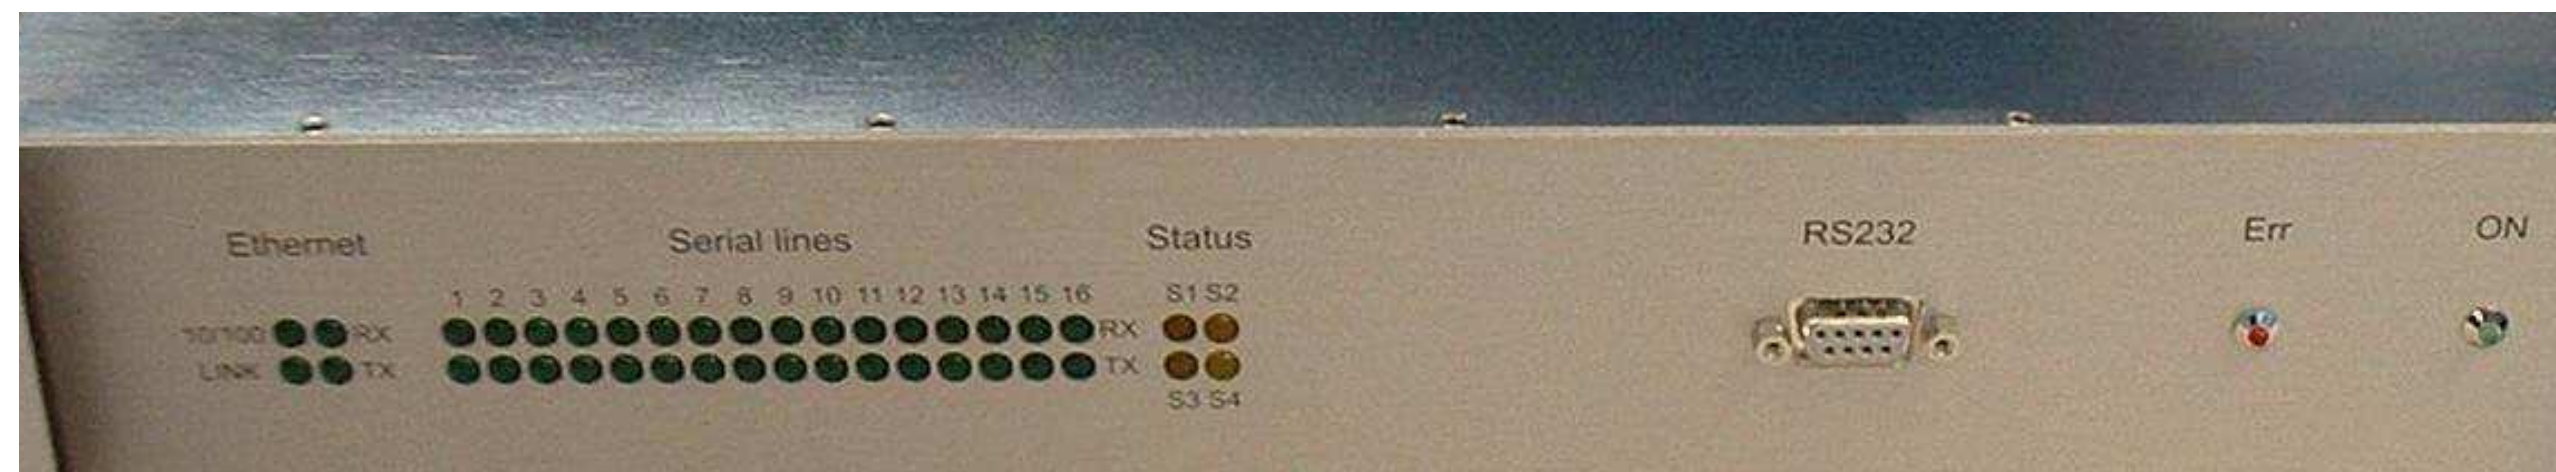 Ethernet Serial lines Status RS232 Err ON
1 2 3 4 5 6 7 8 9 10 11 12 13 14 15 16 S1 S2
10/100 RX RX
LINK TX TX
S3 S4